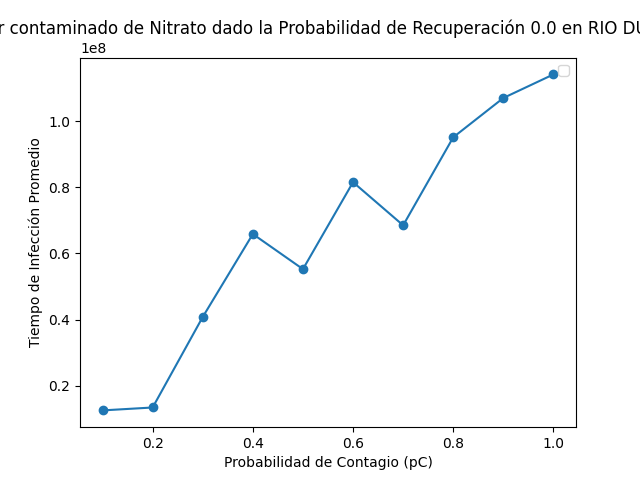 r contaminado de Nitrato dado la Probabilidad de Recuperación 0.0 en RIO DU
1e8
1.0
0.8
0.6
0.4
0.2
Tiempo de Infección Promedio
0.2 0.4 0.6 0.8 1.0
Probabilidad de Contagio (pC)